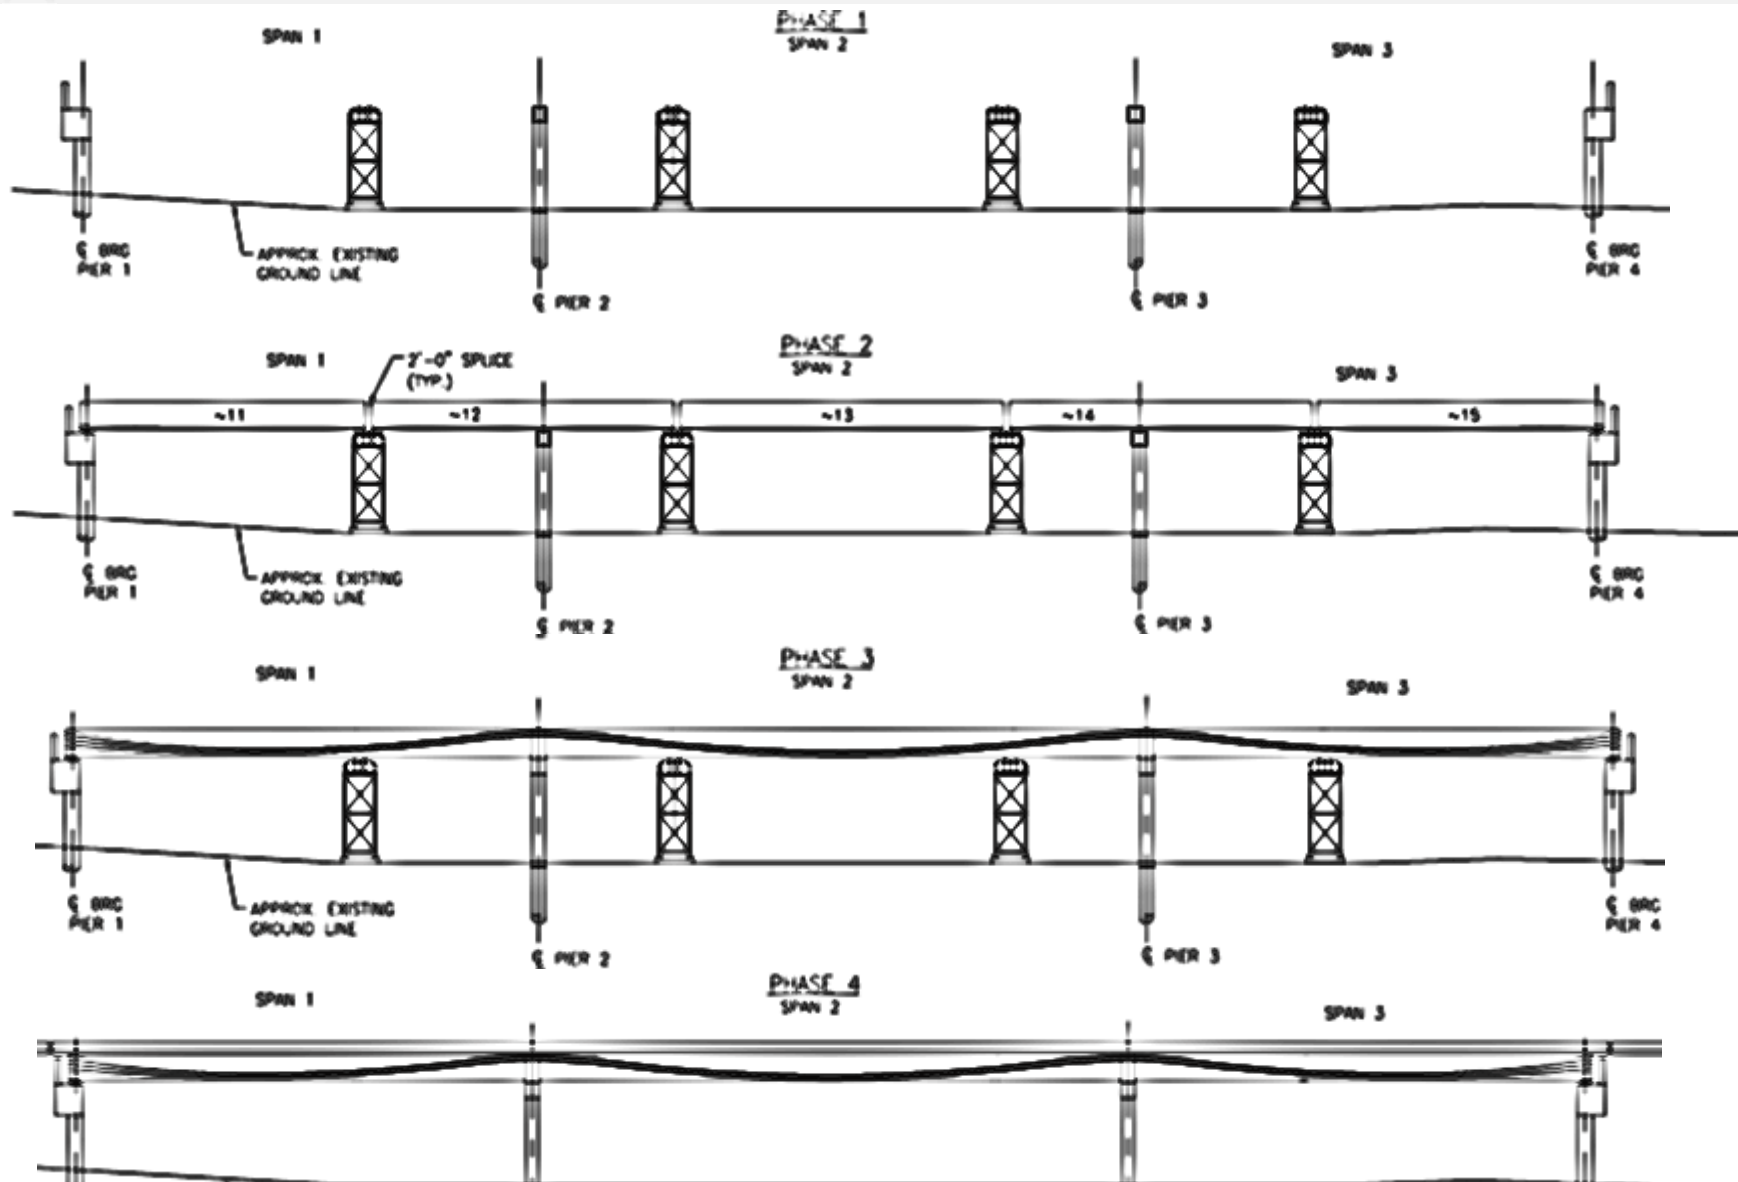 PHASE 1
SPAN 1
SPAN 2
SPAN 3
℄ BRG
PIER 1
APPROX. EXISTING
GROUND LINE
℄ PIER 2
℄ PIER 3
℄ BRG
PIER 4
PHASE 2
SPAN 1
2'-0" SPLICE
(TYP.)
SPAN 2
SPAN 3
~11
~12
~13
~14
~15
℄ BRG
PIER 1
APPROX. EXISTING
GROUND LINE
℄ PIER 2
℄ PIER 3
℄ BRG
PIER 4
PHASE 3
SPAN 1
SPAN 2
SPAN 3
℄ BRG
PIER 1
APPROX. EXISTING
GROUND LINE
℄ PIER 2
℄ PIER 3
℄ BRG
PIER 4
PHASE 4
SPAN 1
SPAN 2
SPAN 3